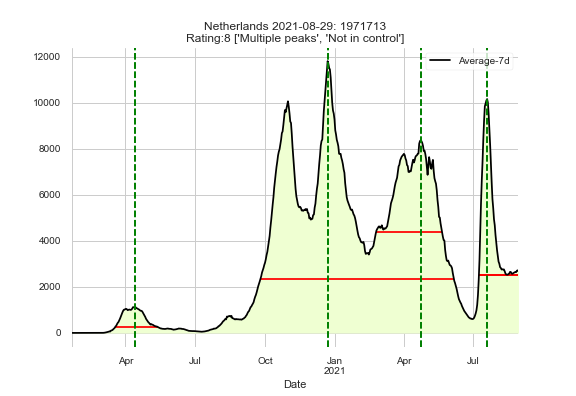 Netherlands 2021-08-29: 1971713
Rating:8 ['Multiple peaks', 'Not in control']
Average-7d
12000
10000
8000
6000
4000
2000
0
Apr Jul Oct Jan Apr Jul
2021
Date